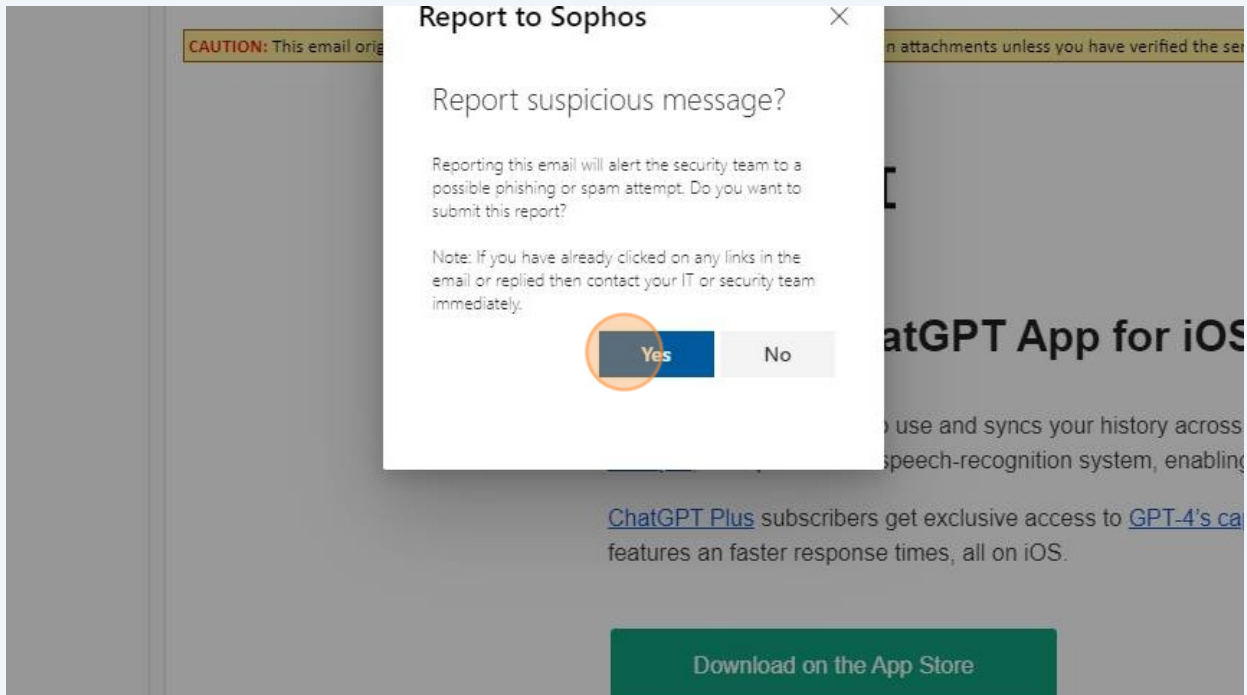 Report to Sophos
CAUTION: This email orig
n attachments unless you have verified the ser
Report suspicious message?
Reporting this email will alert the security team to a
possible phishing or spam attempt. Do you want to
submit this report?
Note: If you have already clicked on any links in the
email or replied then contact your IT or security team
immediately.
Yes No
atGPT App for iOS
use and syncs your history across
speech-recognition system, enabling
ChatGPT Plus subscribers get exclusive access to GPT-4's ca
features an faster response times, all on iOS.
Download on the App Store